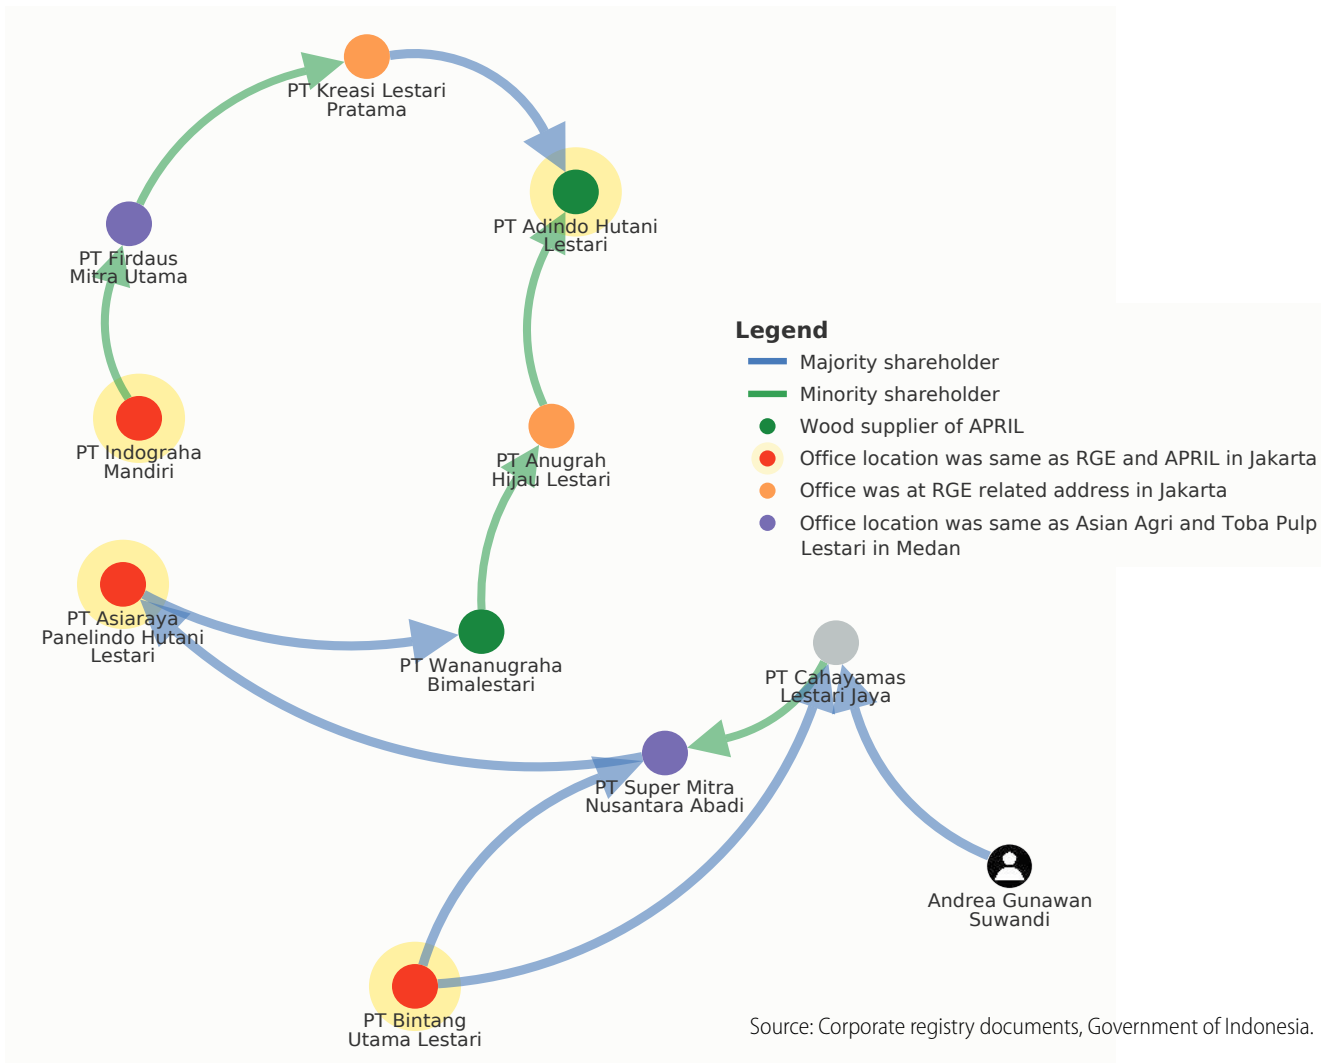 PT Kreasi Lestari
Pratama
PT Adindo Hutani
Lestari
PT Firdaus
Mitra Utama
Legend
Majority shareholder
Minority shareholder
Wood supplier of APRIL
Office location was same as RGE and APRIL in Jakarta
Office was at RGE related address in Jakarta
Office location was same as Asian Agri and Toba Pulp
Lestari in Medan
PT Indograha
Mandiri
PT Anugrah
Hijau Lestari
PT Asiaraya
Panelindo Hutani
Lestari
PT Wananugraha
Bimalestari
PT Cahayamas
Lestari Jaya
PT Super Mitra
Nusantara Abadi
Andrea Gunawan
Suwandi
PT Bintang
Utama Lestari
Source: Corporate registry documents, Government of Indonesia.